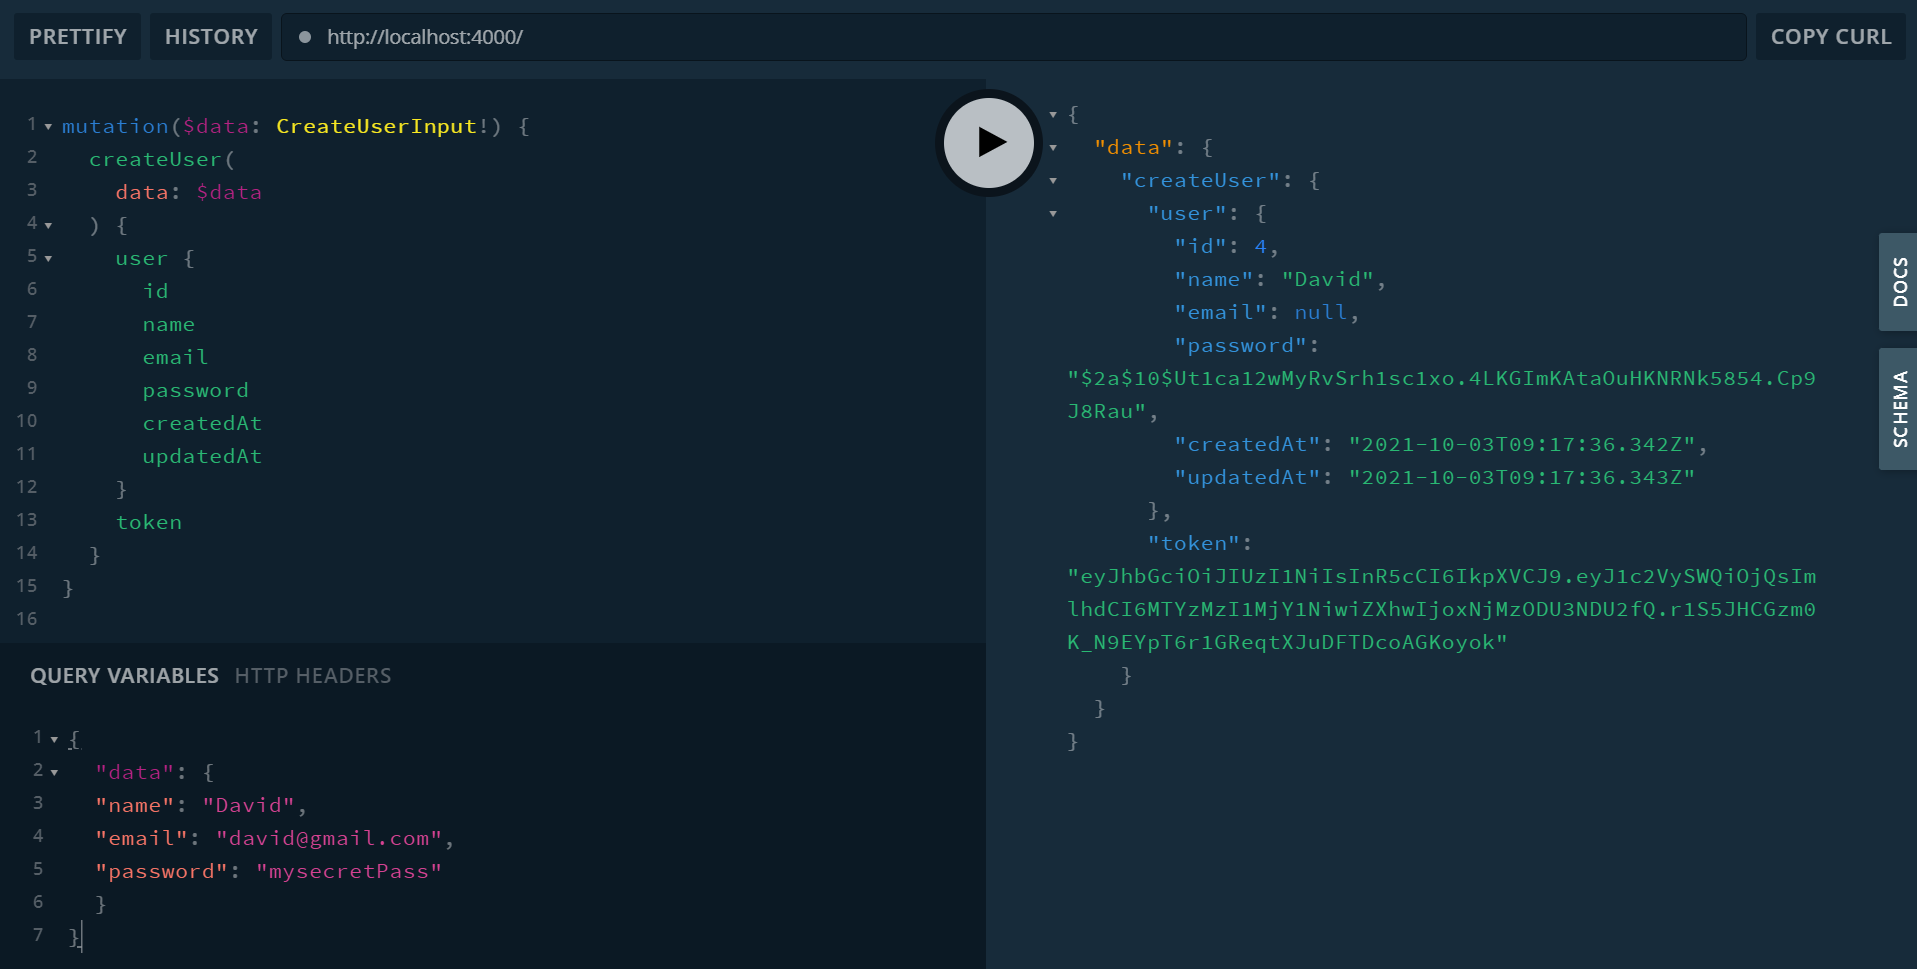 PRETTIFY HISTORY http://localhost:4000/ COPY CURL
1 mutation($data: CreateUserInput!) {
2 createUser(
3 data: $data
4 ) {
5 user {
6 id
7 name
8 email
9 password
10 createdAt
11 updatedAt
12 }
13 token
14 }
15 }
16
QUERY VARIABLES HTTP HEADERS
1 {
2 "data": {
3 "name": "David",
4 "email": "david@gmail.com",
5 "password": "mysecretPass"
6 }
7 }
{
"data": {
"createUser": {
"user": {
"id": 4,
"name": "David",
"email": null,
"password":
"$2a$10$Ut1ca12wMyRvSrh1sc1xo.4LKGImKAtaOuHKNRNk5854.Cp9
J8Rau",
"createdAt": "2021-10-03T09:17:36.342Z",
"updatedAt": "2021-10-03T09:17:36.343Z"
},
"token":
"eyJhbGciOiJIUzI1NiIsInR5cCI6IkpXVCJ9.eyJ1c2VySWQiOjQsIm
lhdCI6MTYzMzI1MjY1NiwiZXhwIjoxNjMzODU3NDU2fQ.r1S5JHCGzm0
K_N9EYpT6r1GReqtXJuDFTDcoAGKoyok"
}
}
}
DOCS
SCHEMA